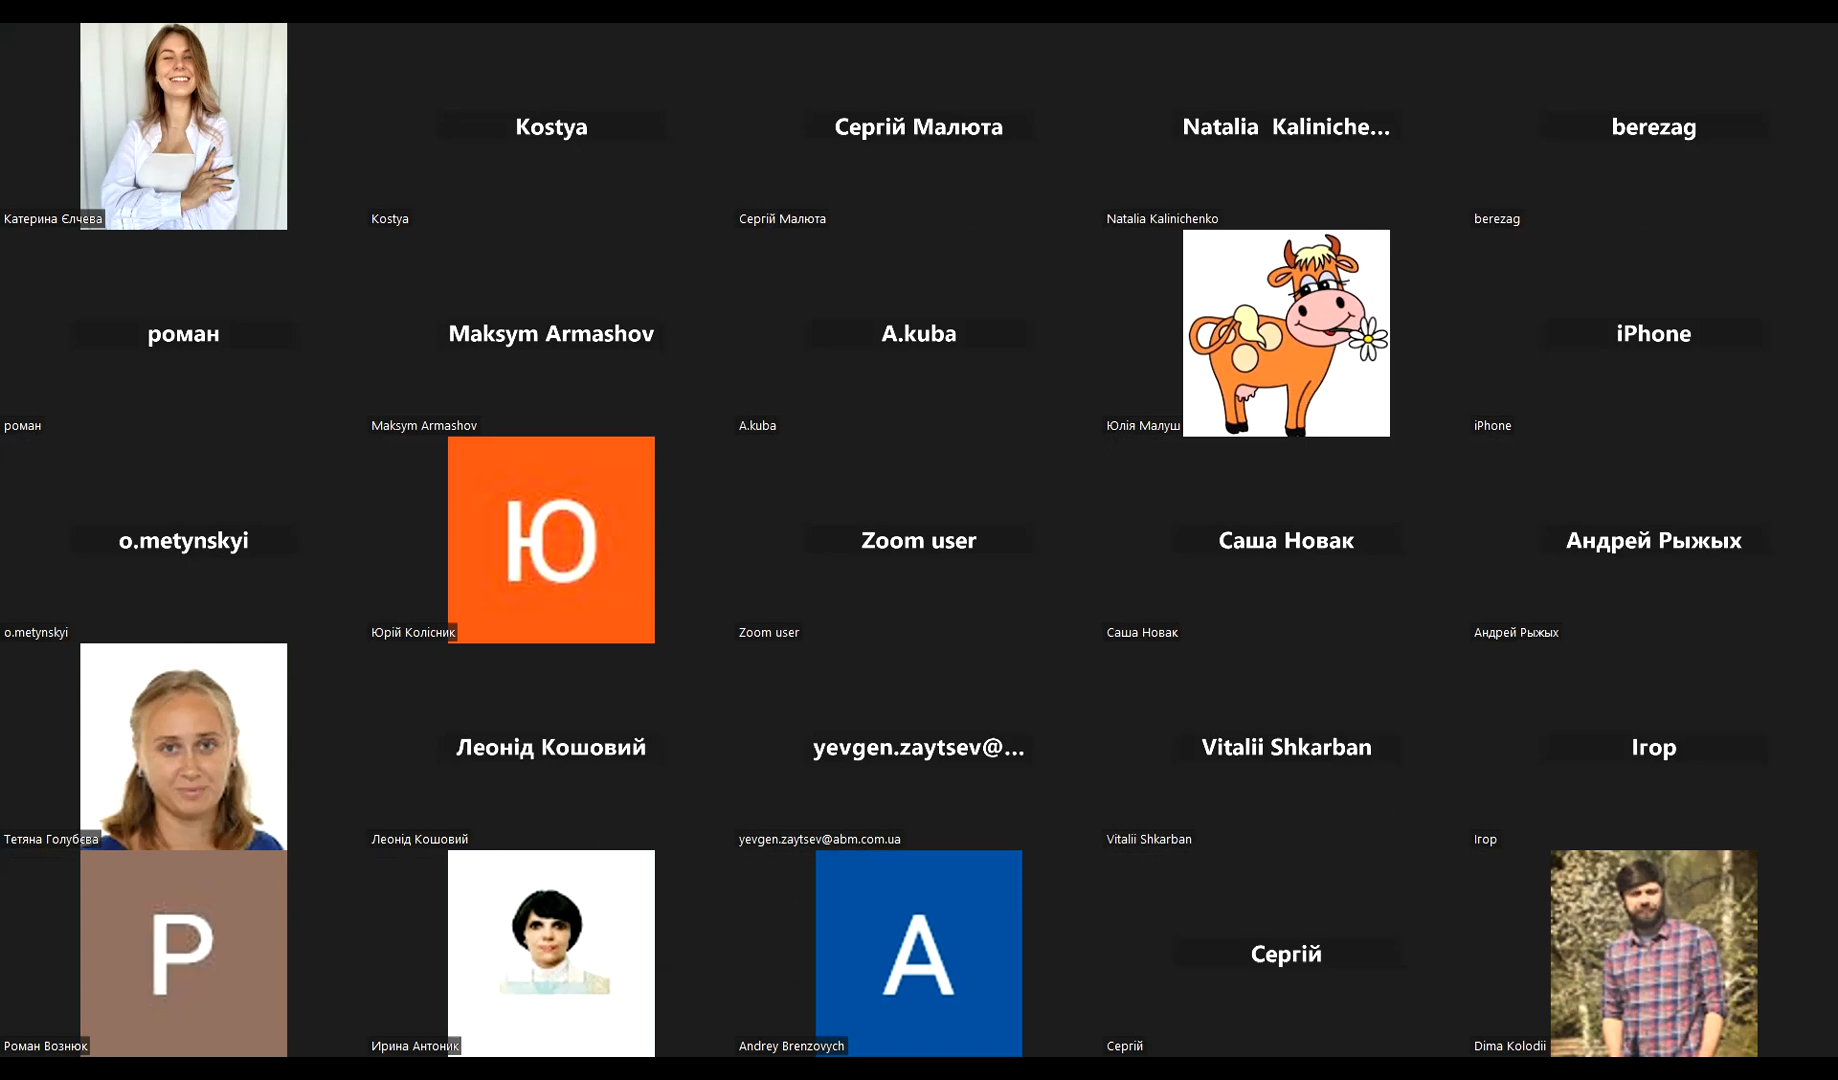 Катерина Єлчева
Kostya
Kostya
Сергій Малюта
Сергій Малюта
Natalia Kaliniche...
Natalia Kalinichenko
berezag
berezag
роман
роман
Maksym Armashov
Maksym Armashov
A.kuba
A.kuba
Юлія Малуш
iPhone
iPhone
o.metynskyi
o.metynskyi
Ю
Юрій Колісник
Zoom user
Zoom user
Саша Новак
Саша Новак
Андрей Рыжых
Андрей Рыжых
Тетяна Голубєва
Леонід Кошовий
Леонід Кошовий
yevgen.zaytsev@...
yevgen.zaytsev@abm.com.ua
Vitalii Shkarban
Vitalii Shkarban
Ігор
Ігор
Р
Роман Вознюк
Ирина Антоник
A
Andrey Brenzovych
Сергій
Сергій
Dima Kolodii